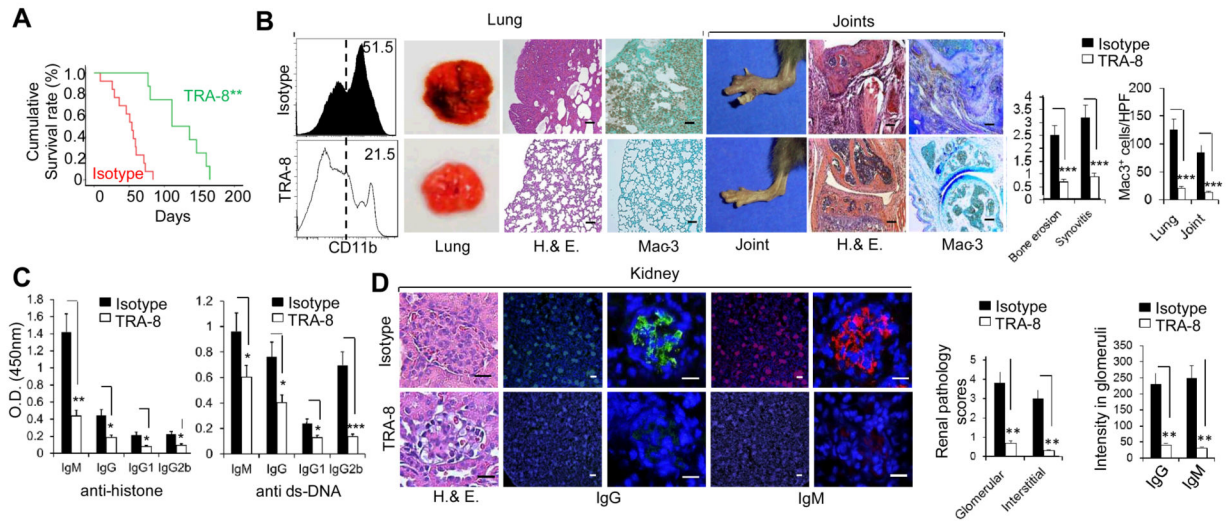 A
Cumulative
Survival rate (%)
1.0
0.8
0.6
0.4
0.2
0
TRA-8**
Isotype
0 50 100 150 200
Days
B
Lung
Joints
Isotype
51.5
TRA-8
21.5
CD11b
Lung
H.& E.
Mac-3
Joint
H.& E.
Mac-3
Isotype
TRA-8
4
3.5
3
2.5
2
1.5
1
0.5
0
***
***
Bone erosion
Synovitis
Mac3+ cells/HPF
200
150
100
50
0
***
***
Lung
Joint
C
O.D. (450nm)
Isotype
TRA-8
1.8
1.6
1.4
1.2
1
0.8
0.6
0.4
0.2
0
**
*
*
*
IgM IgG IgG1 IgG2b
anti-histone
Isotype
TRA-8
1.2
1
0.8
0.6
0.4
0.2
0
*
*
*
***
IgM IgG IgG1 IgG2b
anti ds-DNA
D
Kidney
Isotype
TRA-8
H.& E.
IgG
IgM
Isotype
TRA-8
Renal pathology
scores
5
4
3
2
1
0
**
**
Glomerular
Interstitial
Isotype
TRA-8
Intensity in glomeruli
350
300
250
200
150
100
50
0
**
**
IgG
IgM